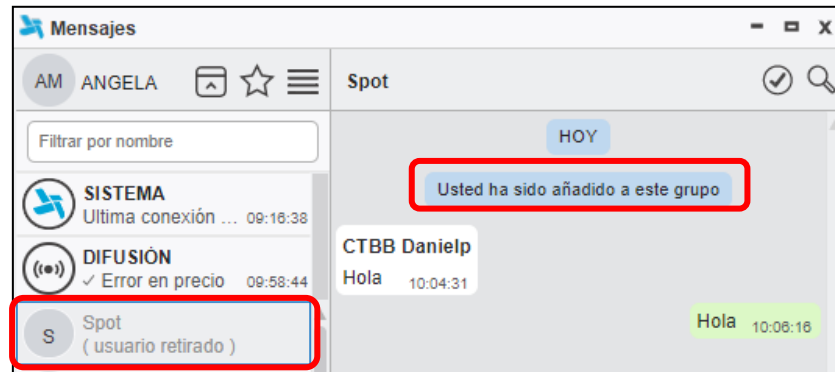 Mensajes
AM ANGELA
Spot
Filtrar por nombre
SISTEMA
Ultima conexión ... 09:16:38
DIFUSIÓN
✓ Error en precio 09:58:44
S
Spot
( usuario retirado )
HOY
Usted ha sido añadido a este grupo
CTBB Danielp
Hola 10:04:31
Hola 10:06:16